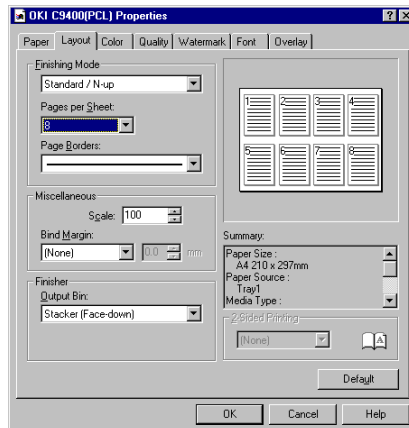 OKI C9400(PCL) Properties
Paper Layout Color Quality Watermark Font Overlay
Finishing Mode
Standard / N-up
Pages per Sheet:
8
Page Borders:
Miscellaneous
Scale: 100
Bind Margin:
(None) 0.0 mm
Finisher
Output Bin:
Stacker (Face-down)
1 2 3 4
5 6 7 8
Summary:
Paper Size :
A4 210 x 297mm
Paper Source :
Tray1
Media Type :
2-Sided Printing
(None)
A
Default
OK Cancel Help